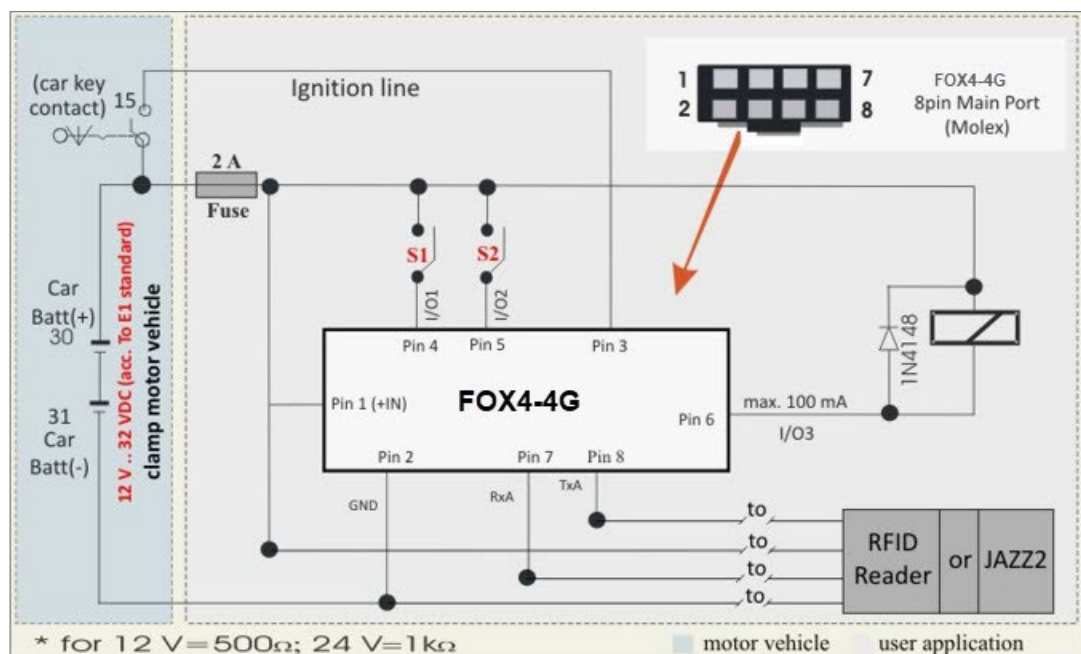 (car key
contact)
15
Ignition line
1
7
2
8
FOX4-4G
8pin Main Port
(Molex)
2 A
Fuse
Car
Batt(+)
30
31
Car
Batt(-)
12 V .. 32 VDC (acc. To E1 standard)
clamp motor vehicle
S1
S2
I/O1
I/O2
Pin 4
Pin 5
Pin 3
Pin 1 (+IN)
FOX4-4G
Pin 6
max. 100 mA
I/O3
1N4148
Pin 2
Pin 7
Pin 8
GND
RxA
TxA
to
to
to
to
RFID
Reader
or
JAZZ2
* for 12 V=500Ω; 24 V=1kΩ
motor vehicle
user application